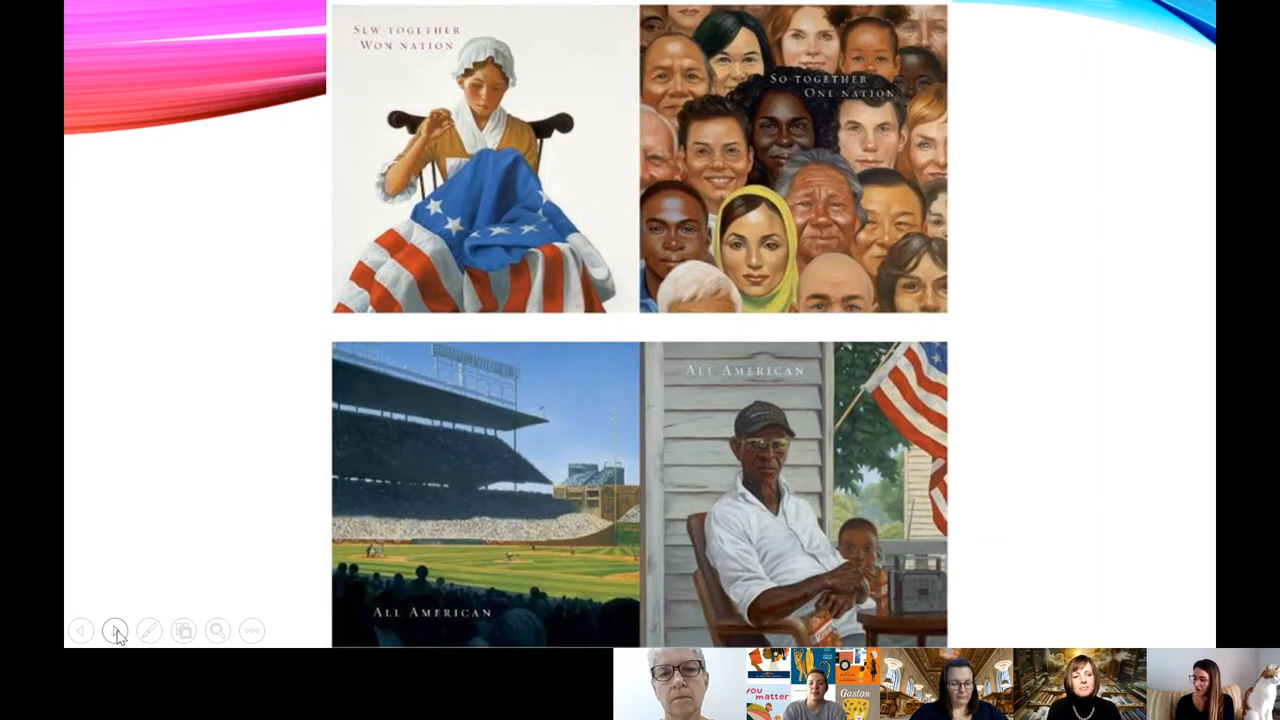 SEW TOGETHER
WON NATION
SO TOGETHER
ONE NATION
ALL AMERICAN
ALL AMERICAN
you
matter
Gaston